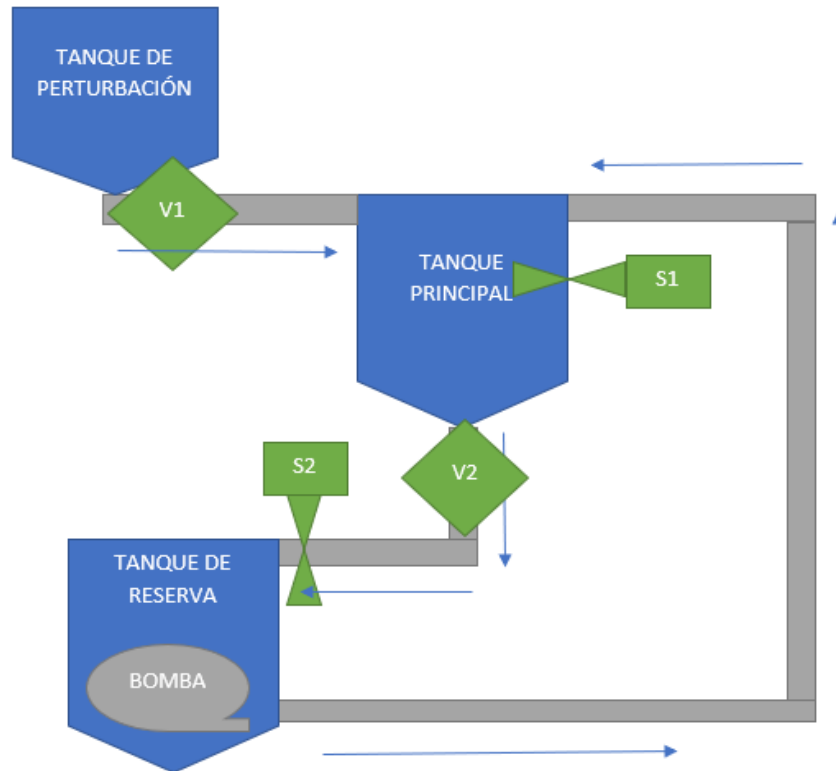 TANQUE DE
PERTURBACIÓN
V1
TANQUE
PRINCIPAL
S1
S2
V2
TANQUE DE
RESERVA
BOMBA